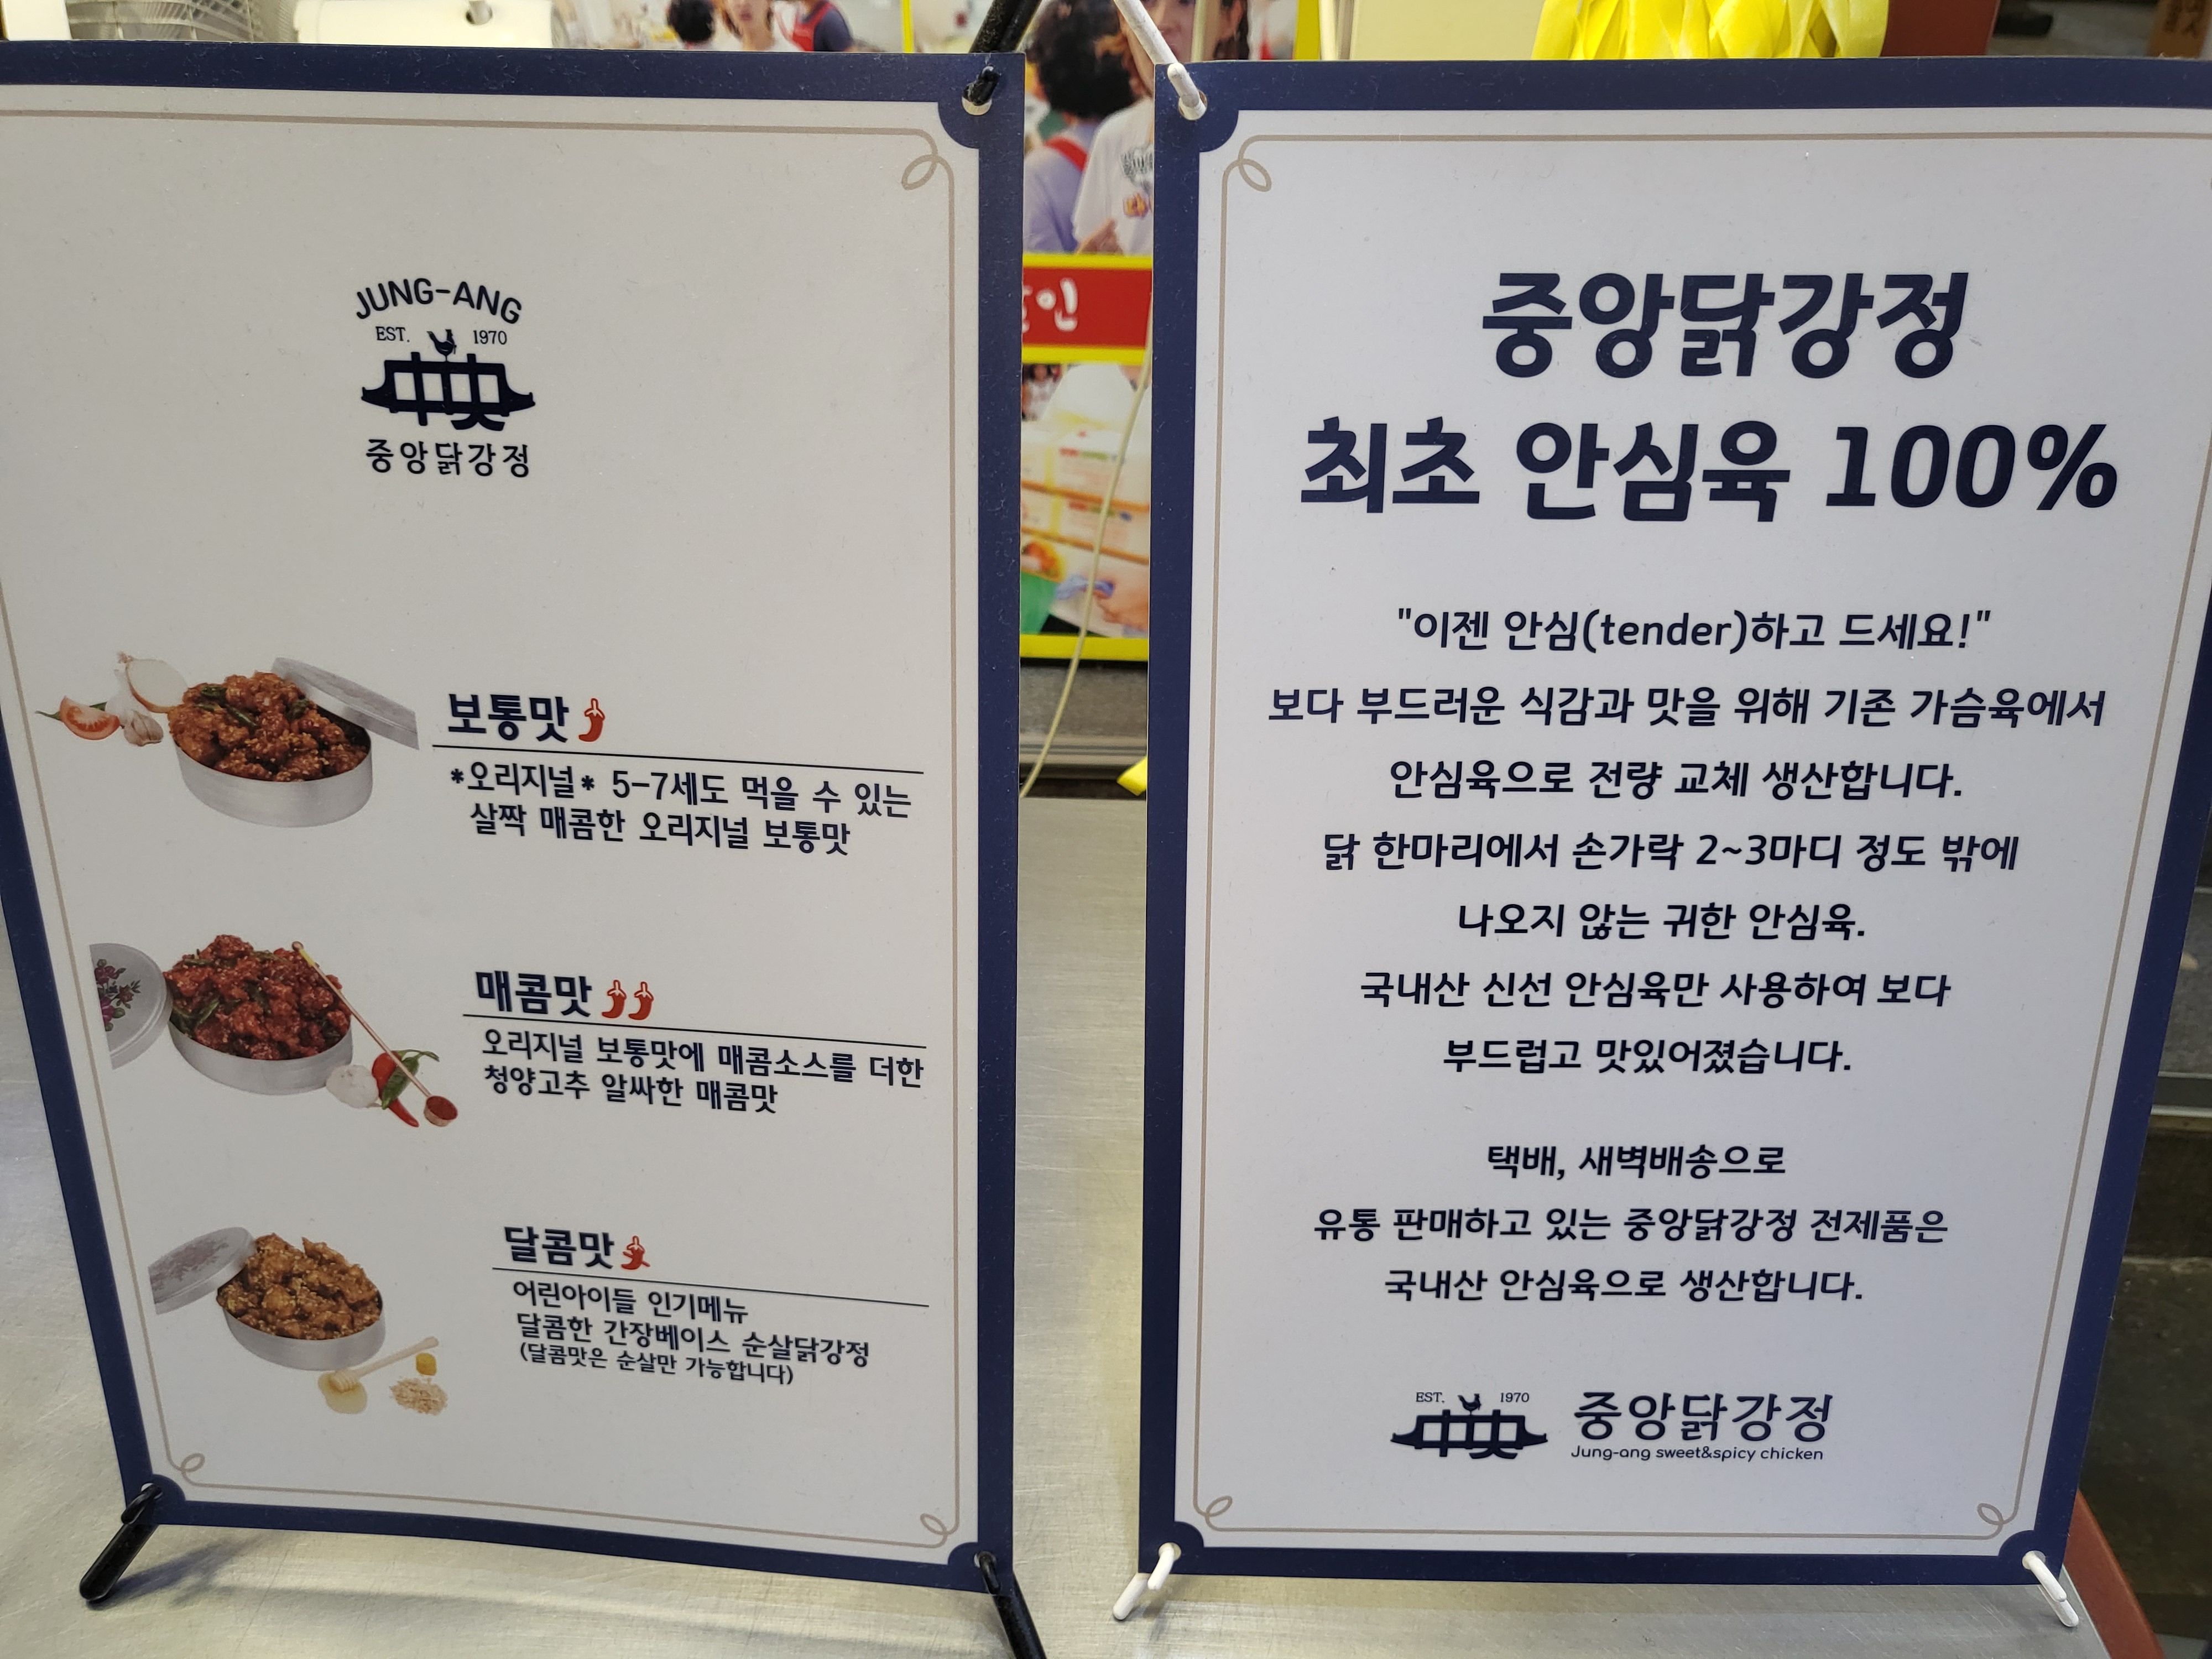 JUNG-ANG
EST. 1970
中央
중앙닭강정
보통맛
*오리지널* 5-7세도 먹을 수 있는
살짝 매콤한 오리지널 보통맛
매콤맛
오리지널 보통맛에 매콤소스를 더한
청양고추 알싸한 매콤맛
달콤맛
어린아이들 인기메뉴
달콤한 간장베이스 순살닭강정
(달콤맛은 순살만 가능합니다)
중앙닭강정
최초 안심육 100%
"이젠 안심(tender)하고 드세요!"
보다 부드러운 식감과 맛을 위해 기존 가슴육에서
안심육으로 전량 교체 생산합니다.
닭 한마리에서 손가락 2~3마디 정도 밖에
나오지 않는 귀한 안심육.
국내산 신선 안심육만 사용하여 보다
부드럽고 맛있어졌습니다.
택배, 새벽배송으로
유통 판매하고 있는 중앙닭강정 전제품은
국내산 안심육으로 생산합니다.
EST. 1970
中央
중앙닭강정
Jung-ang sweet&spicy chicken